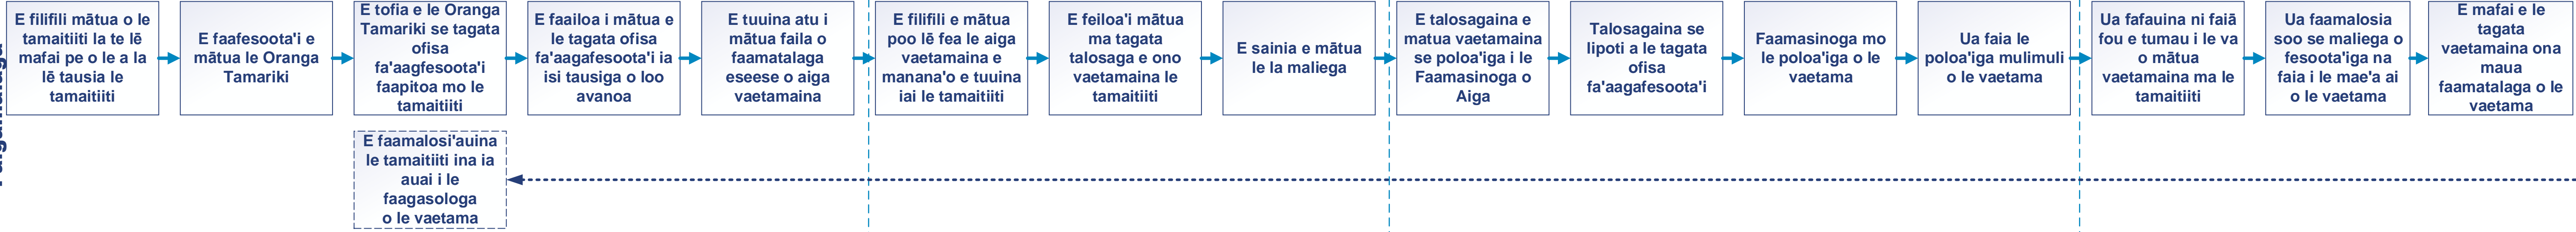 E filifili mātua o le
tamaitiiti la te lē
mafai pe o le a la
lē tausia le
tamaitiiti
E faafesoota'i e
mātua le Oranga
Tamariki
E tofia e le Oranga
Tamariki se tagata
ofisa
fa'aagfesoota'i
faapitoa mo le
tamaitiiti
E faailoa i mātua e
le tagata ofisa
fa'aagafesoota'i ia
isi tausiga o loo
avanoa
E tuuina atu i
mātua faila o
faamatalaga
eseese o aiga
vaetamaina
E filifili e mātua
poo lē fea le aiga
vaetamaina e
manana'o e tuuina
iai le tamaitiiti
E feiloa'i mātua
ma tagata
talosaga e ono
vaetamaina le
tamaitiiti
E sainia e mātua
le la maliega
E talosagaina e
matua vaetamaina
se poloa'iga i le
Faamasinoga o
Aiga
Talosagaina se
lipoti a le tagata
ofisa
fa'aagafesoota'i
Faamasinoga mo
le poloa'iga o le
vaetama
Ua faia le
poloa'iga mulimuli
o le vaetama
Ua fafauina ni faiā
fou e tumau i le va
o mātua
vaetamaina ma le
tamaitiiti
Ua faamalosia
soo se maliega o
fesoota'iga na
faia i le mae'a ai
o le vaetama
E mafai e le
tagata
vaetamaina ona
maua
faamatalaga o le
vaetama
E faamalosi'auina
le tamaitiiti ina ia
auai i le
faagasologa
o le vaetama